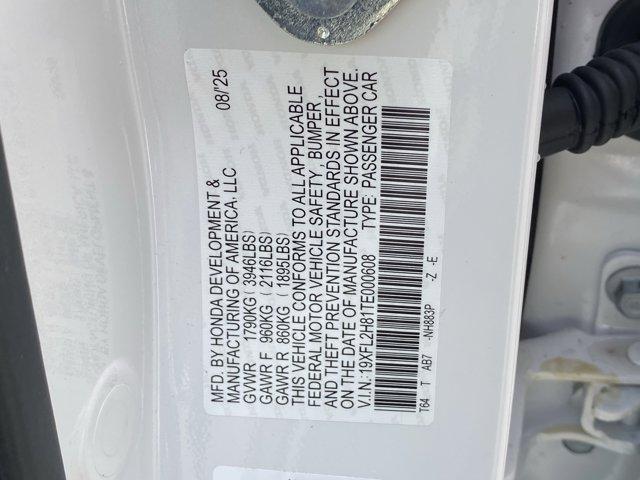 MFD. BY HONDA DEVELOPMENT & 08/25
MANUFACTURING OF AMERICA, LLC
GVWR 1790KG(3946LBS)
GAWR F 960KG (2116LBS)
GAWR R 860KG (1895LBS)
THIS VEHICLE CONFORMS TO ALL APPLICABLE
FEDERAL MOTOR VEHICLE SAFETY, BUMPER,
AND THEFT PREVENTION STANDARDS IN EFFECT
ON THE DATE OF MANUFACTURE SHOWN ABOVE.
V.I.N.:19XFL2H81TE000608 TYPE: PASSENGER CAR
T64 T AB7 -NH883P -Z -E